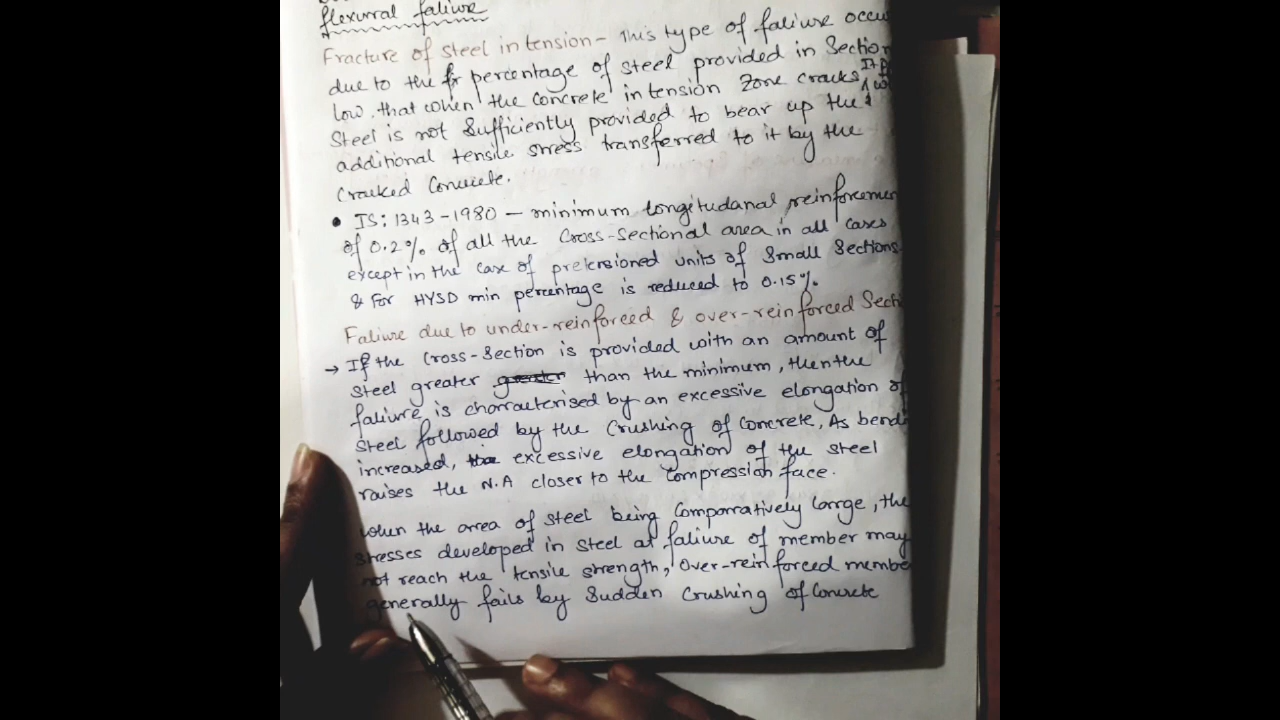 flexural faliure
Fracture of steel in tension - This type of faliure occu
due to the percentage of steel provided in Section
low. that when the concrete in tension zone cracks
Steel is not Sufficiently provided to bear up the
additional tensile stress transferred to it by the
Cracked Concrete.
• IS: 1343-1980 - minimum longitudanal reinforcemen
of 0.2% of all the Cross-Sectional area in all cases
except in the case of pretensioned units of Small Sections.
& For HYSD min percentage is reduced to 0.15%.
Faliure due to under-reinforced & over-reinforced Secti
→ If the Cross-Section is provided with an amount of
Steel greater than the minimum, then the
faliure is characterised by an excessive elongation of
Steel followed by the Crushing of Concrete, As bendi
increased, excessive elongation of the steel
raises the N.A closer to the Compression face.
When the area of steel being Comparratively large, the
stresses developed in steel at faliure of member may
not reach the tensile strength, Over-reinforced membe
generally fails by Sudden Crushing of Concrete